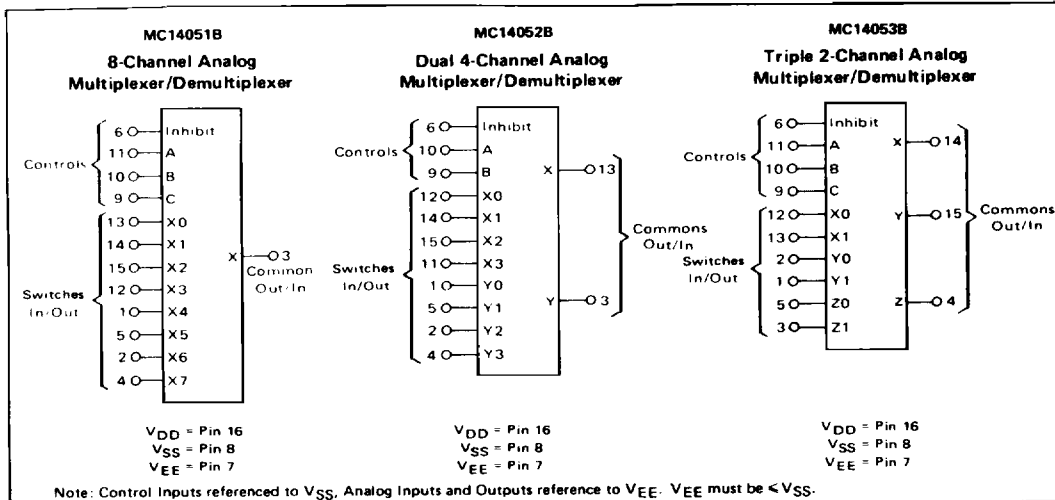 MC14051B
8-Channel Analog
Multiplexer/Demultiplexer
Controls
6 Inhibit
11 A
10 B
9 C
Switches
In/Out
13 X0
14 X1
15 X2
12 X3
1 X4
5 X5
2 X6
4 X7
X 3
Common
Out/In
VDD = Pin 16
VSS = Pin 8
VEE = Pin 7
MC14052B
Dual 4-Channel Analog
Multiplexer/Demultiplexer
Controls
6 Inhibit
10 A
9 B
Switches
In/Out
12 X0
14 X1
15 X2
11 X3
1 Y0
5 Y1
2 Y2
4 Y3
X 13
Y 3
Commons
Out/In
VDD = Pin 16
VSS = Pin 8
VEE = Pin 7
MC14053B
Triple 2-Channel Analog
Multiplexer/Demultiplexer
Controls
6 Inhibit
11 A
10 B
9 C
Switches
In/Out
12 X0
13 X1
2 Y0
1 Y1
5 Z0
3 Z1
X 14
Y 15
Z 4
Commons
Out/In
VDD = Pin 16
VSS = Pin 8
VEE = Pin 7
Note: Control Inputs referenced to VSS, Analog Inputs and Outputs reference to VEE. VEE must be ⩽ VSS.